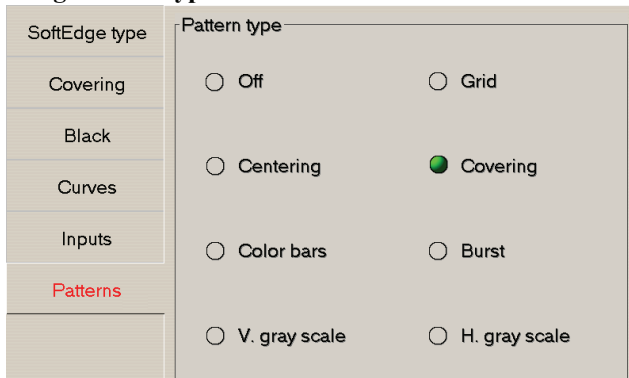 SoftEdge type
Covering
Black
Curves
Inputs
Patterns
Pattern type
Off
Grid
Centering
Covering
Color bars
Burst
V. gray scale
H. gray scale